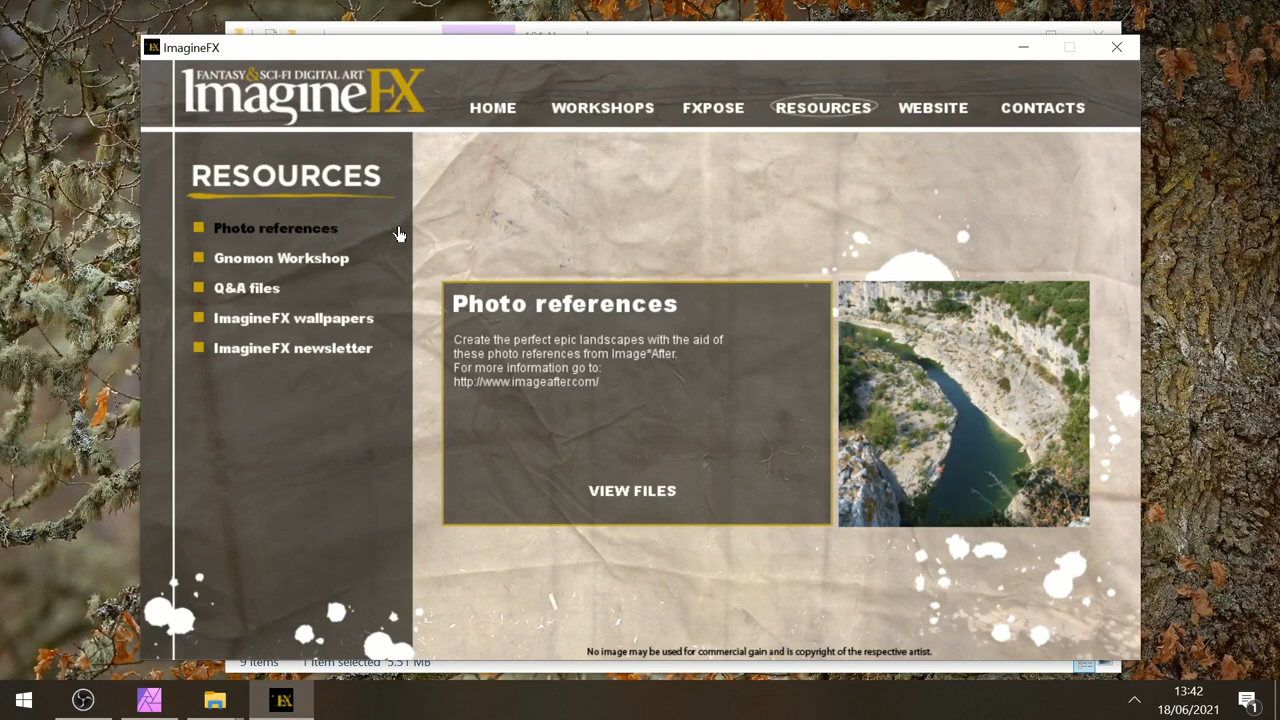 ImagineFX
FANTASY & SCI-FI DIGITAL ART
ImagineFX
HOME
WORKSHOPS
FXPOSE
RESOURCES
WEBSITE
CONTACTS
RESOURCES
Photo references
Gnomon Workshop
Q&A files
ImagineFX wallpapers
ImagineFX newsletter
Photo references
Create the perfect epic landscapes with the aid of
these photo references from Image*After.
For more information go to:
http://www.imageafter.com/
VIEW FILES
No image may be used for commercial gain and is copyright of the respective artist.
9 items 1 item selected 5.51 MB
13:42
18/06/2021
1